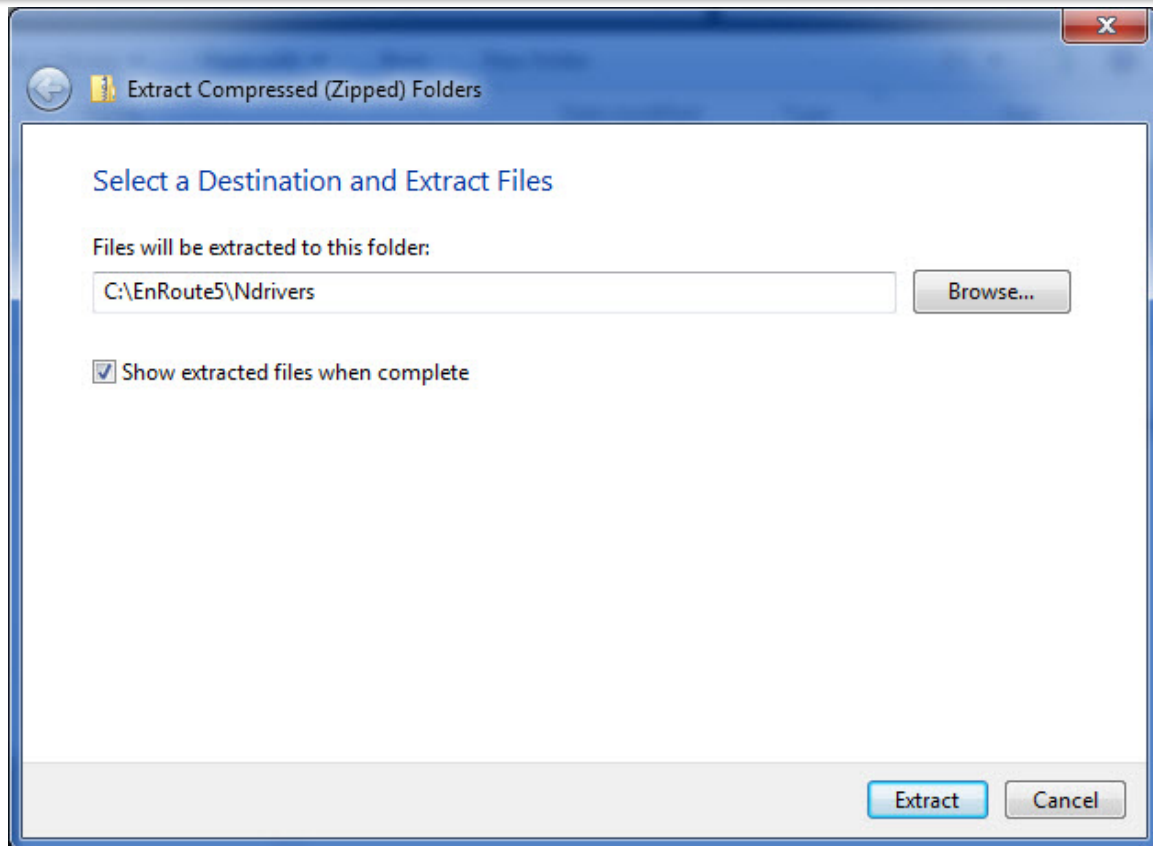 Extract Compressed (Zipped) Folders
Select a Destination and Extract Files
Files will be extracted to this folder:
C:\EnRoute5\Ndrivers
Browse...
Show extracted files when complete
Extract
Cancel